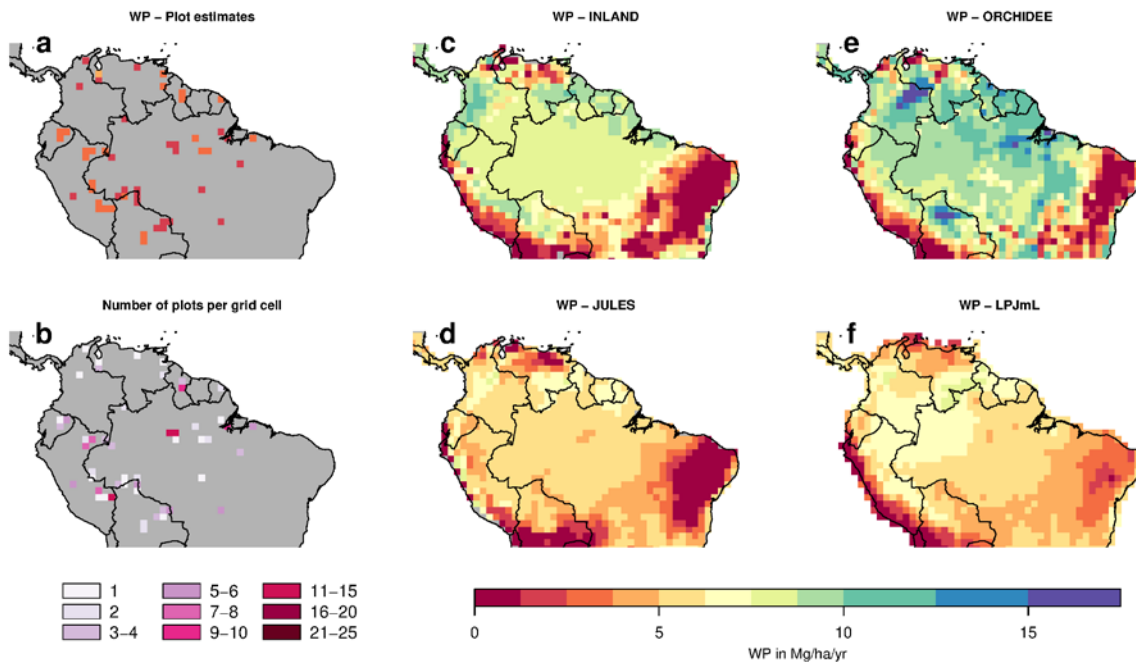 WP − Plot estimates
WP − INLAND
WP − ORCHIDEE
a
c
e
Number of plots per grid cell
WP − JULES
WP − LPJmL
b
d
f
1
5−6
11−15
2
7−8
16−20
3−4
9−10
21−25
0
5
10
15
WP in Mg/ha/yr